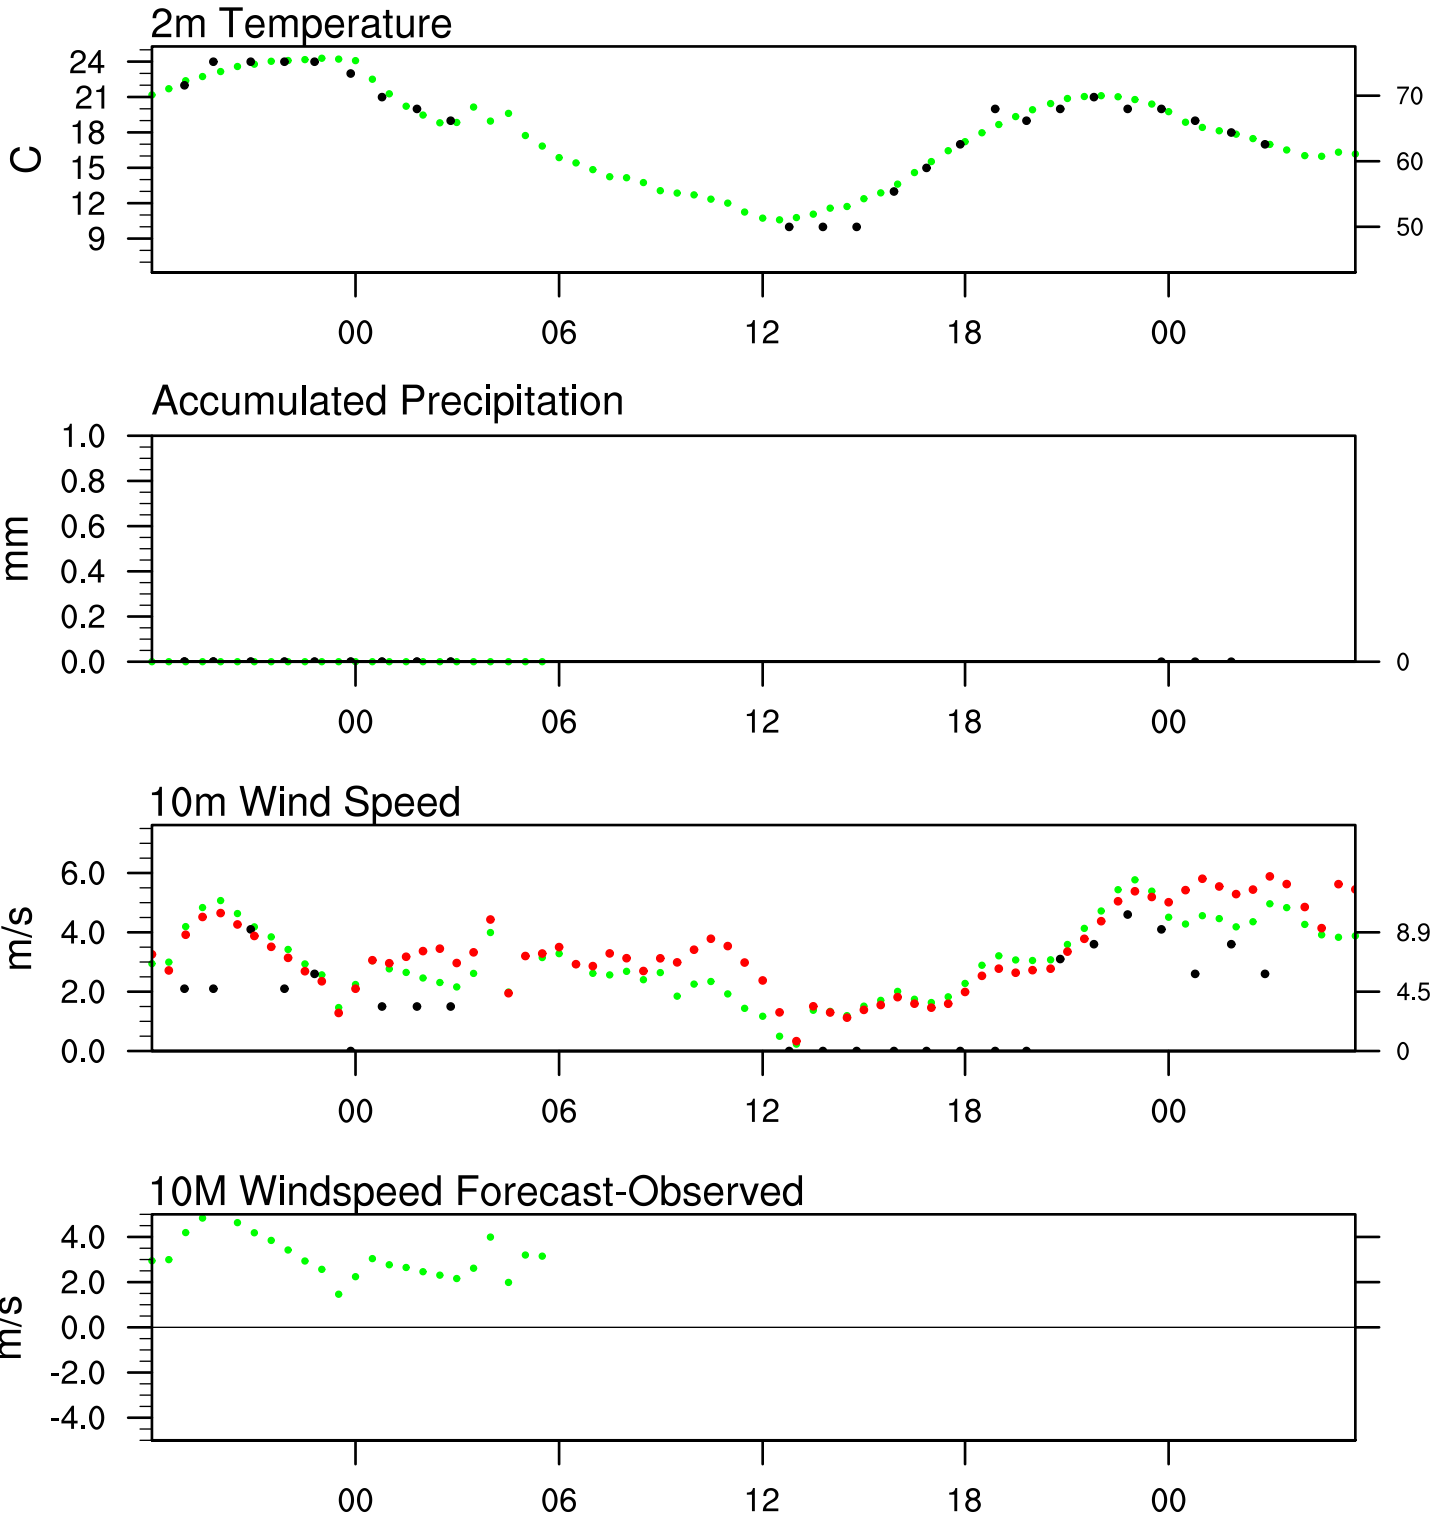 2m Temperature
24
21
18
15
12
9
C
70
60
50
00 06 12 18 00
Accumulated Precipitation
1.0
0.8
0.6
0.4
0.2
0.0
mm
0
00 06 12 18 00
10m Wind Speed
6.0
4.0
2.0
0.0
m/s
8.9
4.5
0
00 06 12 18 00
10M Windspeed Forecast-Observed
4.0
2.0
0.0
-2.0
-4.0
m/s
00 06 12 18 00